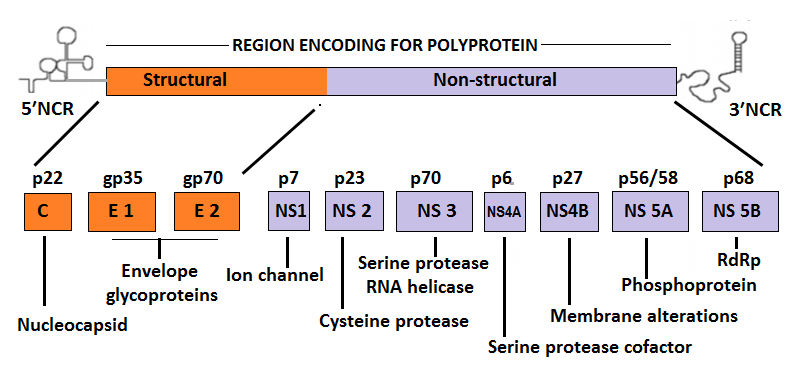 REGION ENCODING FOR POLYPROTEIN
Structural
Non-structural
5'NCR
3'NCR
p22
gp35
gp70
p7
p23
p70
p6
p27
p56/58
p68
C
E 1
E 2
NS1
NS 2
NS 3
NS4A
NS4B
NS 5A
NS 5B
Nucleocapsid
Envelope
glycoproteins
Ion channel
Cysteine protease
Serine protease
RNA helicase
Serine protease cofactor
Membrane alterations
Phosphoprotein
RdRp